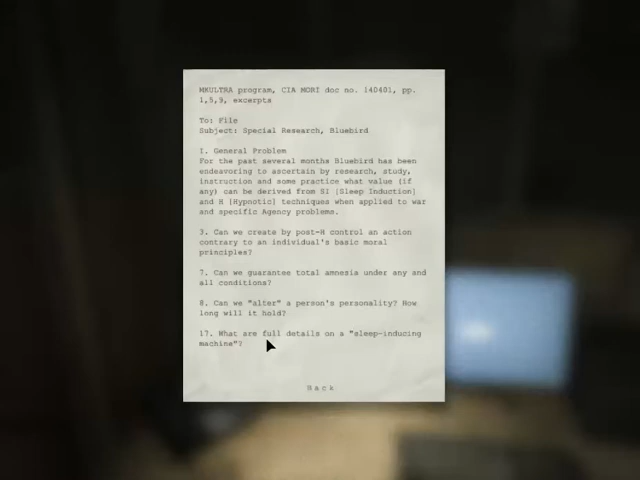 MKULTRA program, CIA MORI doc no. 140401, pp.
1,5,9, excerpts
To: File
Subject: Special Research, Bluebird
1. General Problem
For the past several months Bluebird has been
endeavoring to ascertain by research, study,
instruction and some practice what value (if
any) can be derived from SI [Sleep Induction]
and H [Hypnotic] techniques when applied to war
and specific Agency problems.
3. Can we create by post-H control an action
contrary to an individual's basic moral
principles?
7. Can we guarantee total amnesia under any and
all conditions?
8. Can we "alter" a person's personality? How
long will it hold?
17. What are full details on a "sleep-inducing
machine"?
Back